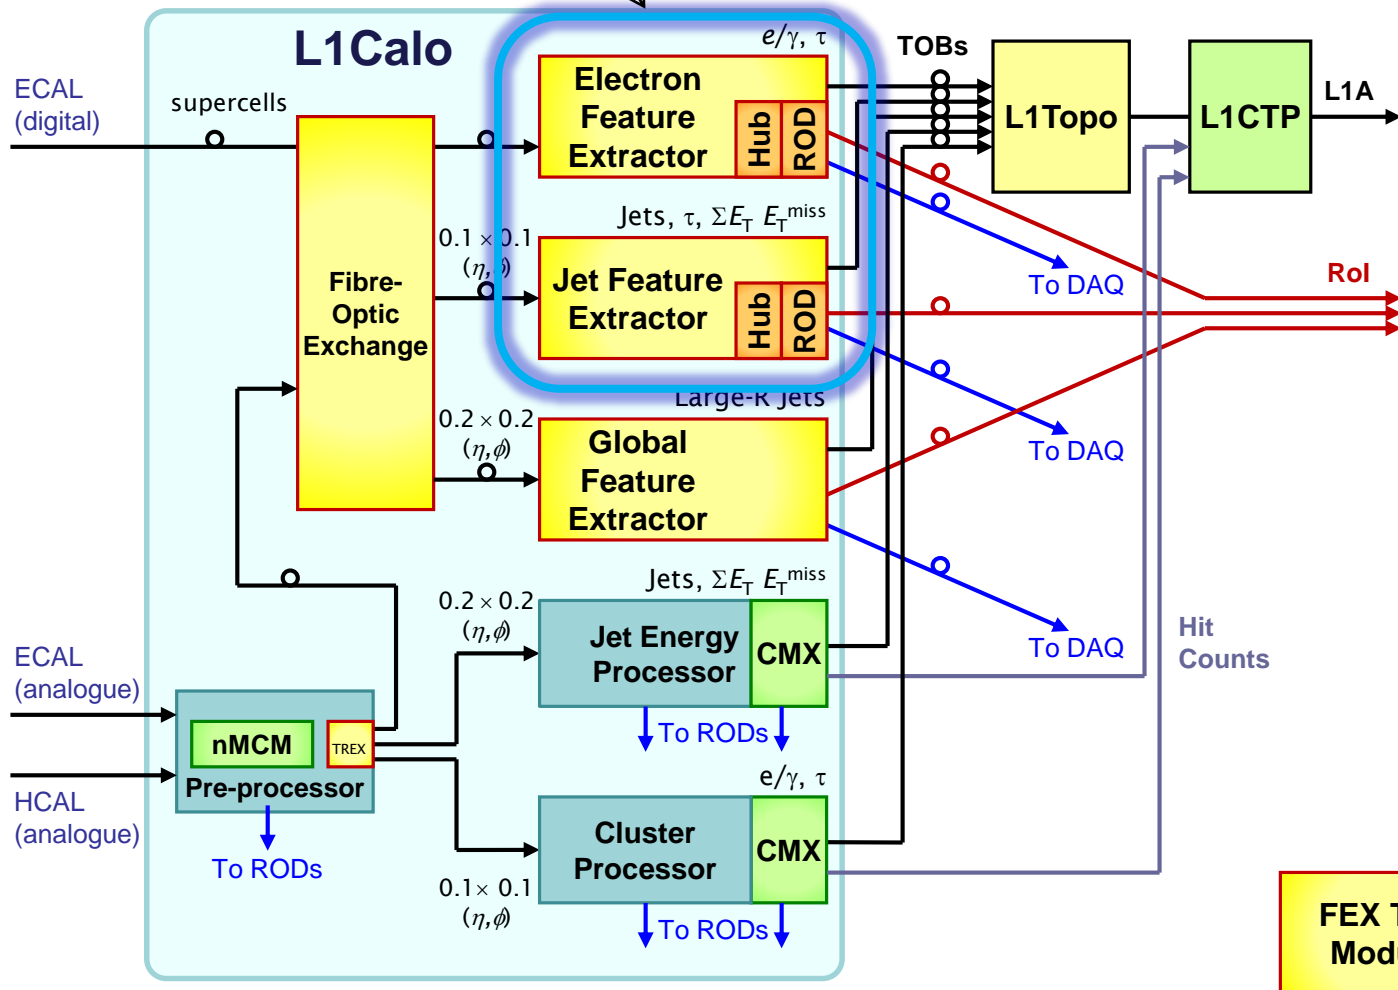 L1Calo
e/γ, τ
TOBs
ECAL
(digital)
supercells
Electron
Feature
Extractor
Hub
ROD
L1Topo
L1CTP
L1A
Jets, τ, ΣE_T E_T^miss
0.1 × 0.1
(η,ϕ)
Fibre-
Optic
Exchange
Jet Feature
Extractor
Hub
ROD
To DAQ
RoI
Large-R Jets
0.2 × 0.2
(η,ϕ)
Global
Feature
Extractor
To DAQ
Jets, ΣE_T E_T^miss
0.2 × 0.2
(η,ϕ)
Jet Energy
Processor
CMX
To DAQ
Hit
Counts
ECAL
(analogue)
nMCM
TREX
Pre-processor
To RODs
HCAL
(analogue)
To RODs
e/γ, τ
Cluster
Processor
CMX
0.1 × 0.1
(η,ϕ)
To RODs
FEX